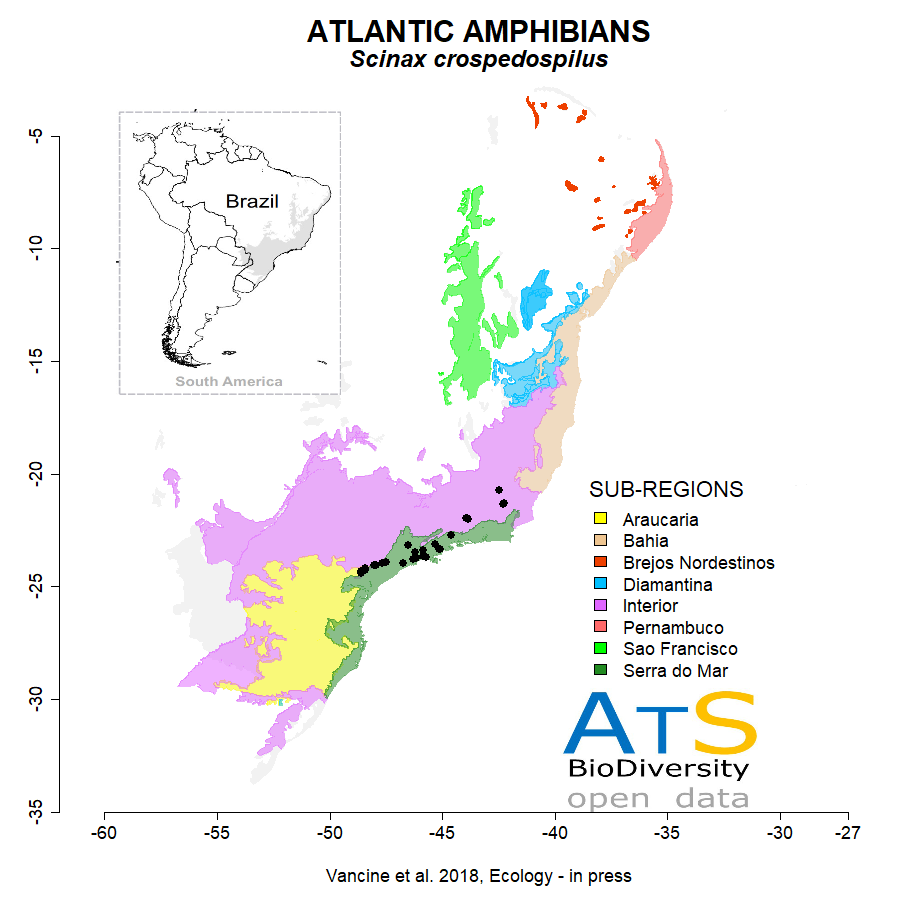 ATLANTIC AMPHIBIANS
Scinax crospedospilus
Brazil
South America
-5
-10
-15
-20
-25
-30
-35
SUB-REGIONS
Araucaria
Bahia
Brejos Nordestinos
Diamantina
Interior
Pernambuco
Sao Francisco
Serra do Mar
ATS
BioDiversity
open data
-60 -55 -50 -45 -40 -35 -30 -27
Vancine et al. 2018, Ecology - in press